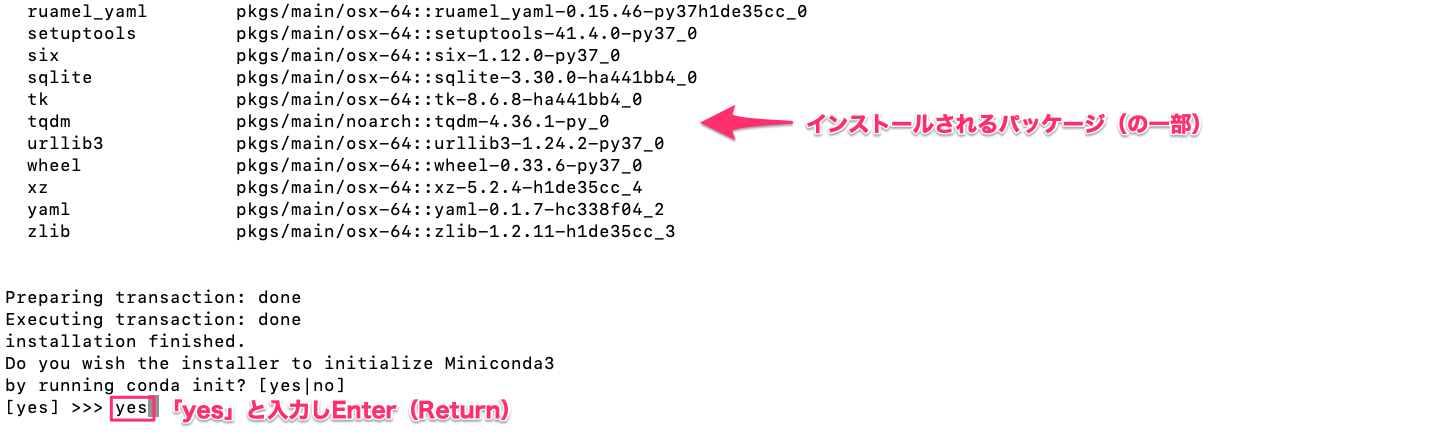 ruamel_yaml pkgs/main/osx-64::ruamel_yaml-0.15.46-py37h1de35cc_0
setuptools pkgs/main/osx-64::setuptools-41.4.0-py37_0
six pkgs/main/osx-64::six-1.12.0-py37_0
sqlite pkgs/main/osx-64::sqlite-3.30.0-ha441bb4_0
tk pkgs/main/osx-64::tk-8.6.8-ha441bb4_0
tqdm pkgs/main/noarch::tqdm-4.36.1-py_0 インストールされるパッケージ（の一部）
urllib3 pkgs/main/osx-64::urllib3-1.24.2-py37_0
wheel pkgs/main/osx-64::wheel-0.33.6-py37_0
xz pkgs/main/osx-64::xz-5.2.4-h1de35cc_4
yaml pkgs/main/osx-64::yaml-0.1.7-hc338f04_2
zlib pkgs/main/osx-64::zlib-1.2.11-h1de35cc_3
Preparing transaction: done
Executing transaction: done
installation finished.
Do you wish the installer to initialize Miniconda3
by running conda init? [yes|no]
[yes] >>> yes 「yes」と入力しEnter（Return）